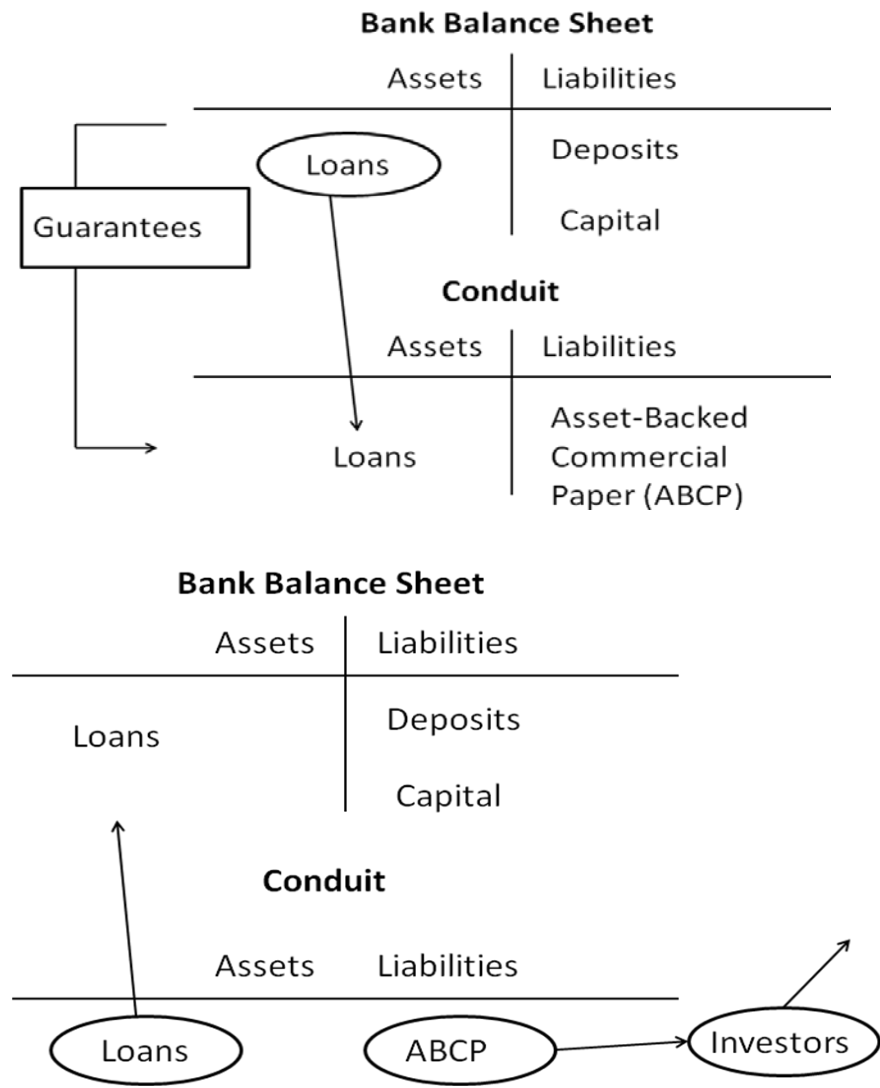 Bank Balance Sheet
Assets Liabilities
Loans Deposits
Guarantees Capital
Conduit
Assets Liabilities
Loans Asset-Backed
Commercial
Paper (ABCP)
Bank Balance Sheet
Assets Liabilities
Loans Deposits
Capital
Conduit
Assets Liabilities
Loans ABCP Investors